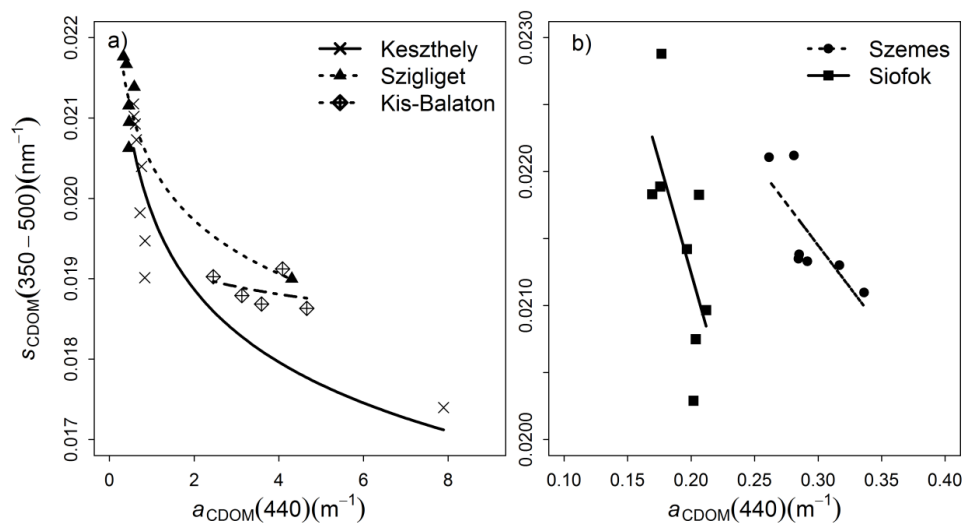 a)
Keszthely
Szigliget
Kis-Balaton
0.022
0.021
0.020
0.019
0.018
0.017
sCDOM(350−500)(nm⁻¹)
0 2 4 6 8
aCDOM(440)(m⁻¹)
b)
Szemes
Siofok
0.0230
0.0220
0.0210
0.0200
0.10 0.15 0.20 0.25 0.30 0.35 0.40
aCDOM(440)(m⁻¹)